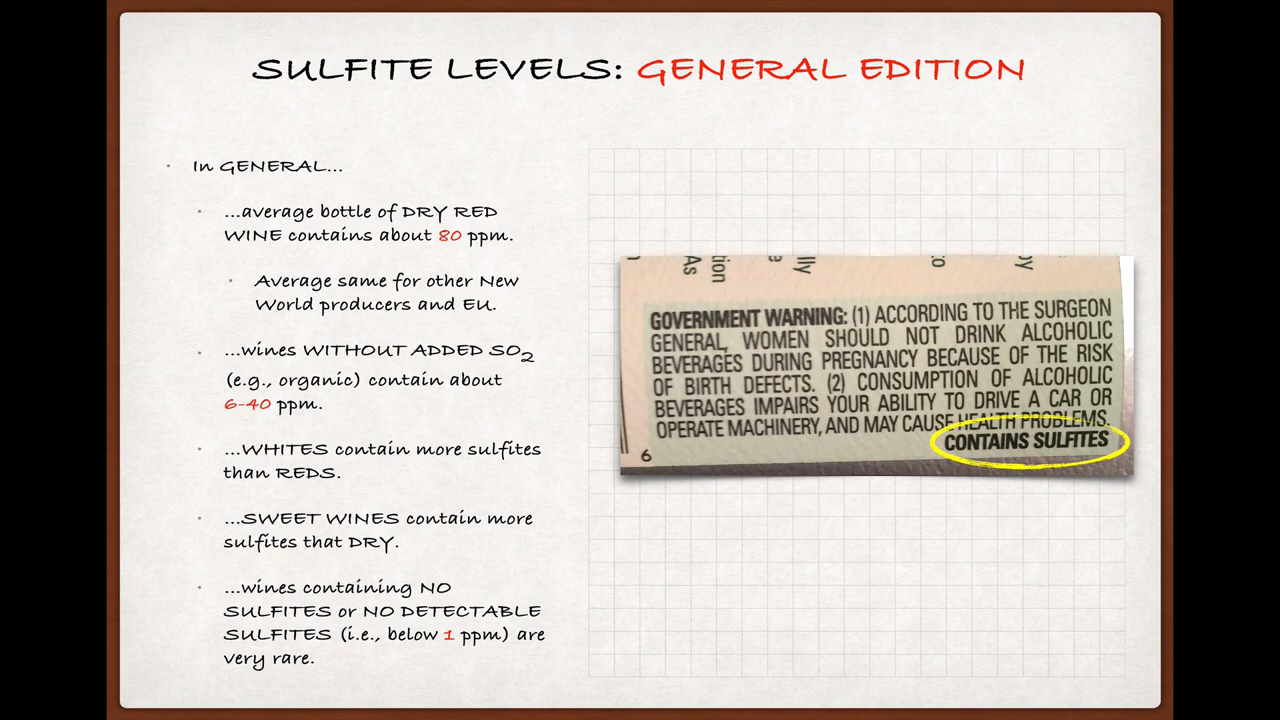 SULFITE LEVELS: GENERAL EDITION
In GENERAL...
...average bottle of DRY RED
WINE contains about 80 ppm.
Average same for other New
World producers and EU.
...wines WITHOUT ADDED SO2
(e.g., organic) contain about
6-40 ppm.
...WHITES contain more sulfites
than REDS.
...SWEET WINES contain more
sulfites that DRY.
...wines containing NO
SULFITES or NO DETECTABLE
SULFITES (i.e., below 1 ppm) are
very rare.
As
tion
lly
GOVERNMENT WARNING: (1) ACCORDING TO THE SURGEON
GENERAL, WOMEN SHOULD NOT DRINK ALCOHOLIC
BEVERAGES DURING PREGNANCY BECAUSE OF THE RISK
OF BIRTH DEFECTS. (2) CONSUMPTION OF ALCOHOLIC
BEVERAGES IMPAIRS YOUR ABILITY TO DRIVE A CAR OR
OPERATE MACHINERY, AND MAY CAUSE HEALTH PROBLEMS.
CONTAINS SULFITES
6